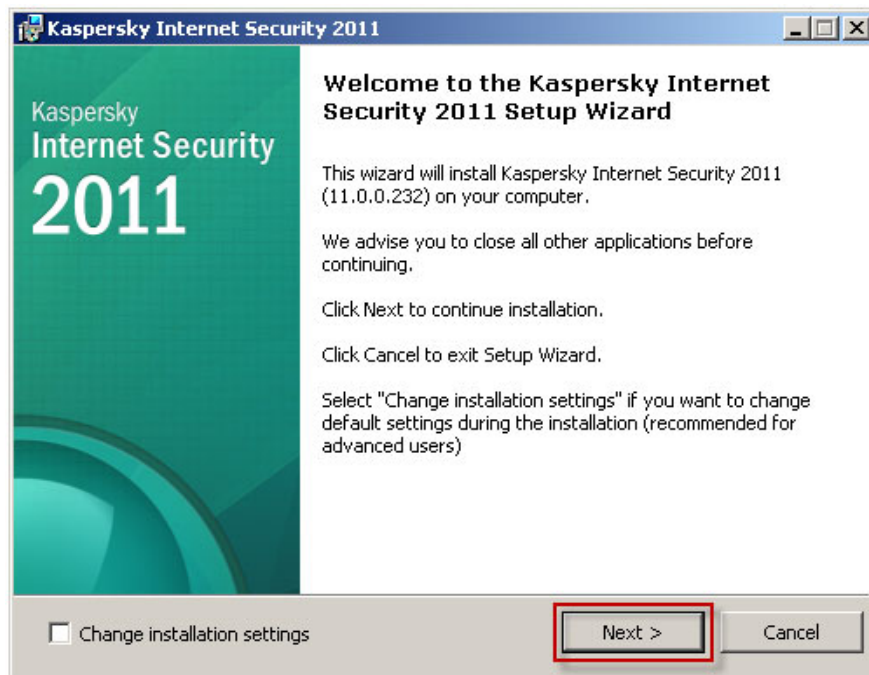 Kaspersky Internet Security 2011
Kaspersky
Internet Security
2011
Welcome to the Kaspersky Internet
Security 2011 Setup Wizard
This wizard will install Kaspersky Internet Security 2011
(11.0.0.232) on your computer.
We advise you to close all other applications before
continuing.
Click Next to continue installation.
Click Cancel to exit Setup Wizard.
Select "Change installation settings" if you want to change
default settings during the installation (recommended for
advanced users)
Change installation settings
Next >
Cancel